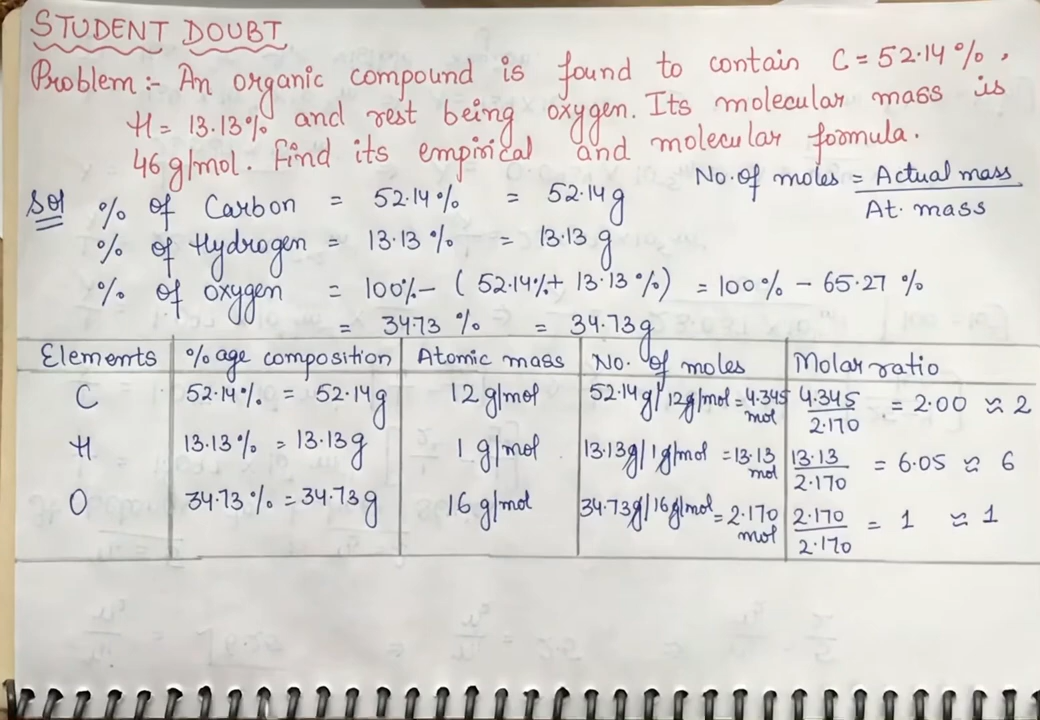 STUDENT DOUBT
Problem :- An organic compound is found to contain C = 52.14 %,
H = 13.13% and rest being oxygen. Its molecular mass is
46 g/mol. Find its empirical and molecular formula.
No. of moles = Actual mass / At. mass
Sol % of Carbon = 52.14 % = 52.14 g
% of Hydrogen = 13.13 % = 13.13 g
% of oxygen = 100% - ( 52.14% + 13.13 %) = 100 % - 65.27 %
= 34.73 % = 34.73 g
Elements %age composition Atomic mass No. of moles Molar ratio
C 52.14 % = 52.14 g 12 g/mol 52.14g/12g/mol = 4.345 mol 4.345/2.170 = 2.00 ≈ 2
H 13.13 % = 13.13 g 1 g/mol 13.13g/1g/mol = 13.13 mol 13.13/2.170 = 6.05 ≈ 6
O 34.73 % = 34.73 g 16 g/mol 34.73g/16g/mol = 2.170 mol 2.170/2.170 = 1 ≈ 1